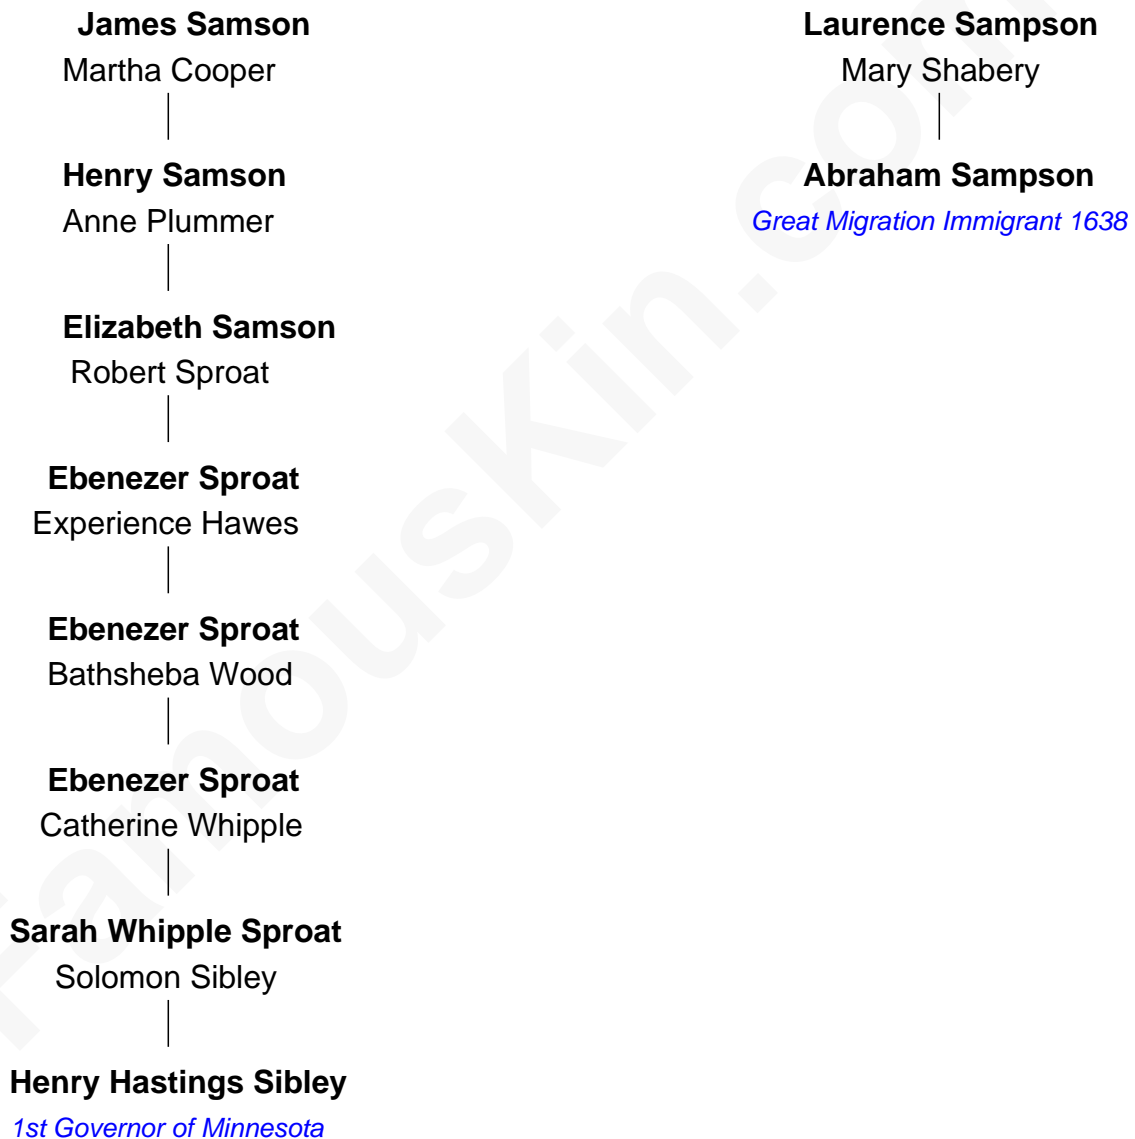 James Samson
Martha Cooper
Henry Samson
Anne Plummer
Elizabeth Samson
Robert Sproat
Ebenezer Sproat
Experience Hawes
Ebenezer Sproat
Bathsheba Wood
Ebenezer Sproat
Catherine Whipple
Sarah Whipple Sproat
Solomon Sibley
Henry Hastings Sibley
1st Governor of Minnesota
Laurence Sampson
Mary Shabery
Abraham Sampson
Great Migration Immigrant 1638
FamousKin.com